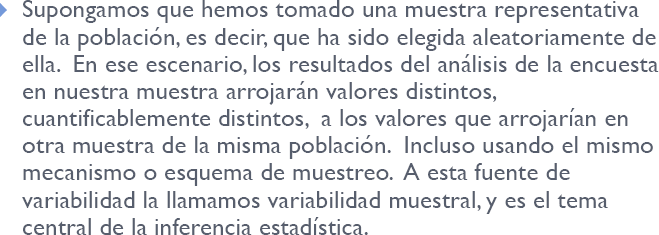 Supongamos que hemos tomado una muestra representativa
de la población, es decir, que ha sido elegida aleatoriamente de
ella. En ese escenario, los resultados del análisis de la encuesta
en nuestra muestra arrojarán valores distintos,
cuantificablemente distintos, a los valores que arrojarían en
otra muestra de la misma población. Incluso usando el mismo
mecanismo o esquema de muestreo. A esta fuente de
variabilidad la llamamos variabilidad muestral, y es el tema
central de la inferencia estadística.